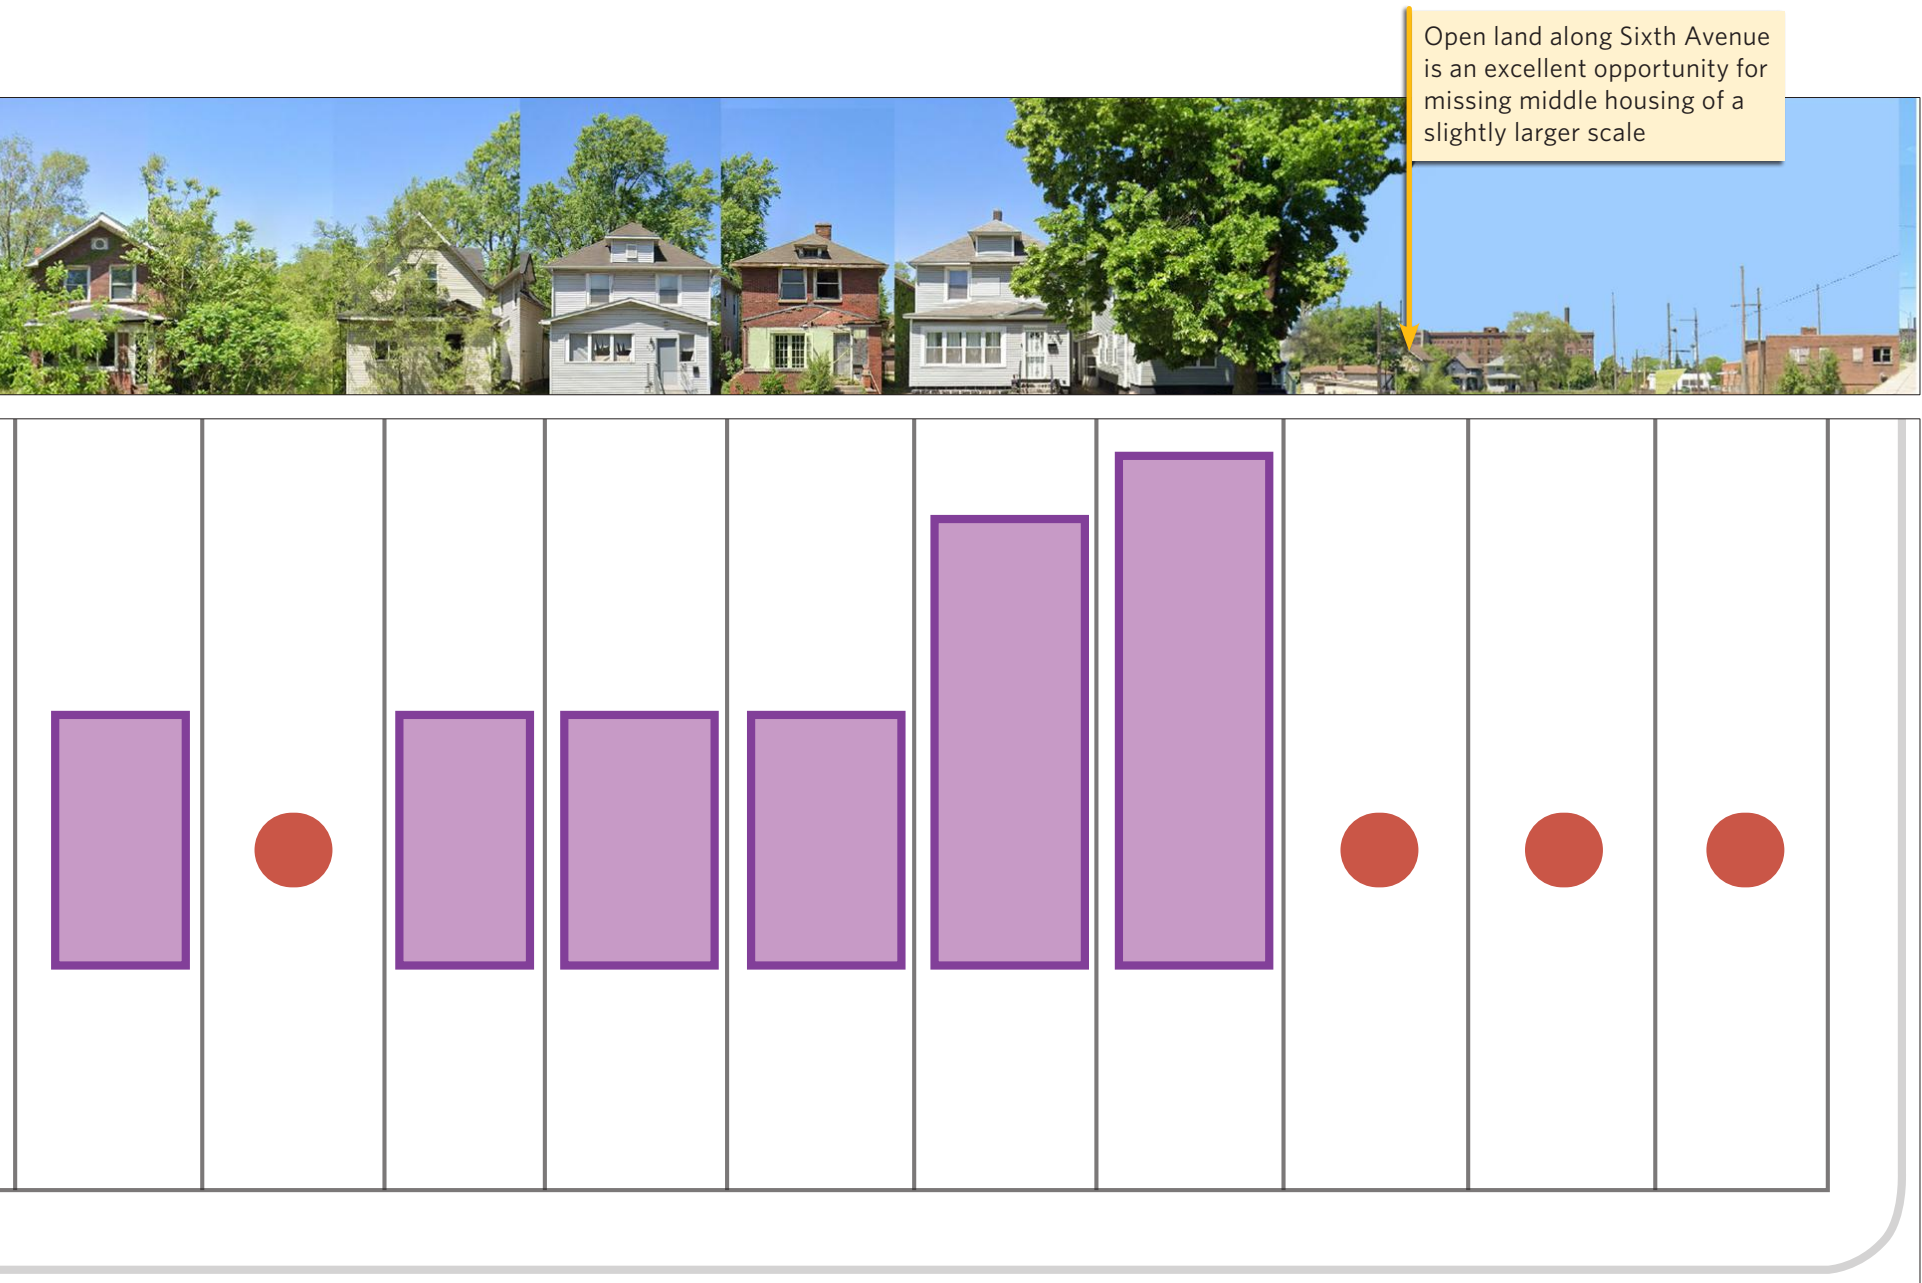 Open land along Sixth Avenue
is an excellent opportunity for
missing middle housing of a
slightly larger scale